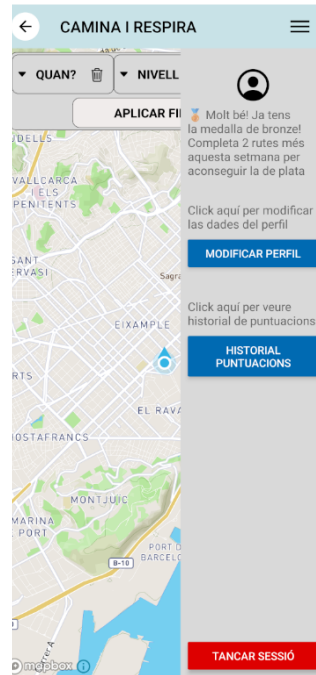 CAMINA I RESPIRA
QUAN?
NIVELL
APLICAR FI
🥉 Molt bé! Ja tens
la medalla de bronze!
Completa 2 rutes més
aquesta setmana per
aconseguir la de plata
Click aquí per modificar
las dades del perfil
MODIFICAR PERFIL
Click aquí per veure
historial de puntuacions
HISTORIAL
PUNTUACIONS
TANCAR SESSIÓ
VALLCARCA
I ELS
PENITENTS
SANT
ERVASI
Sagra
EIXAMPLE
EL RAVA
HOSTAFRANCS
MONTJUIC
MARINA
PORT
PORT D
BARCELO
B-10
mapbox